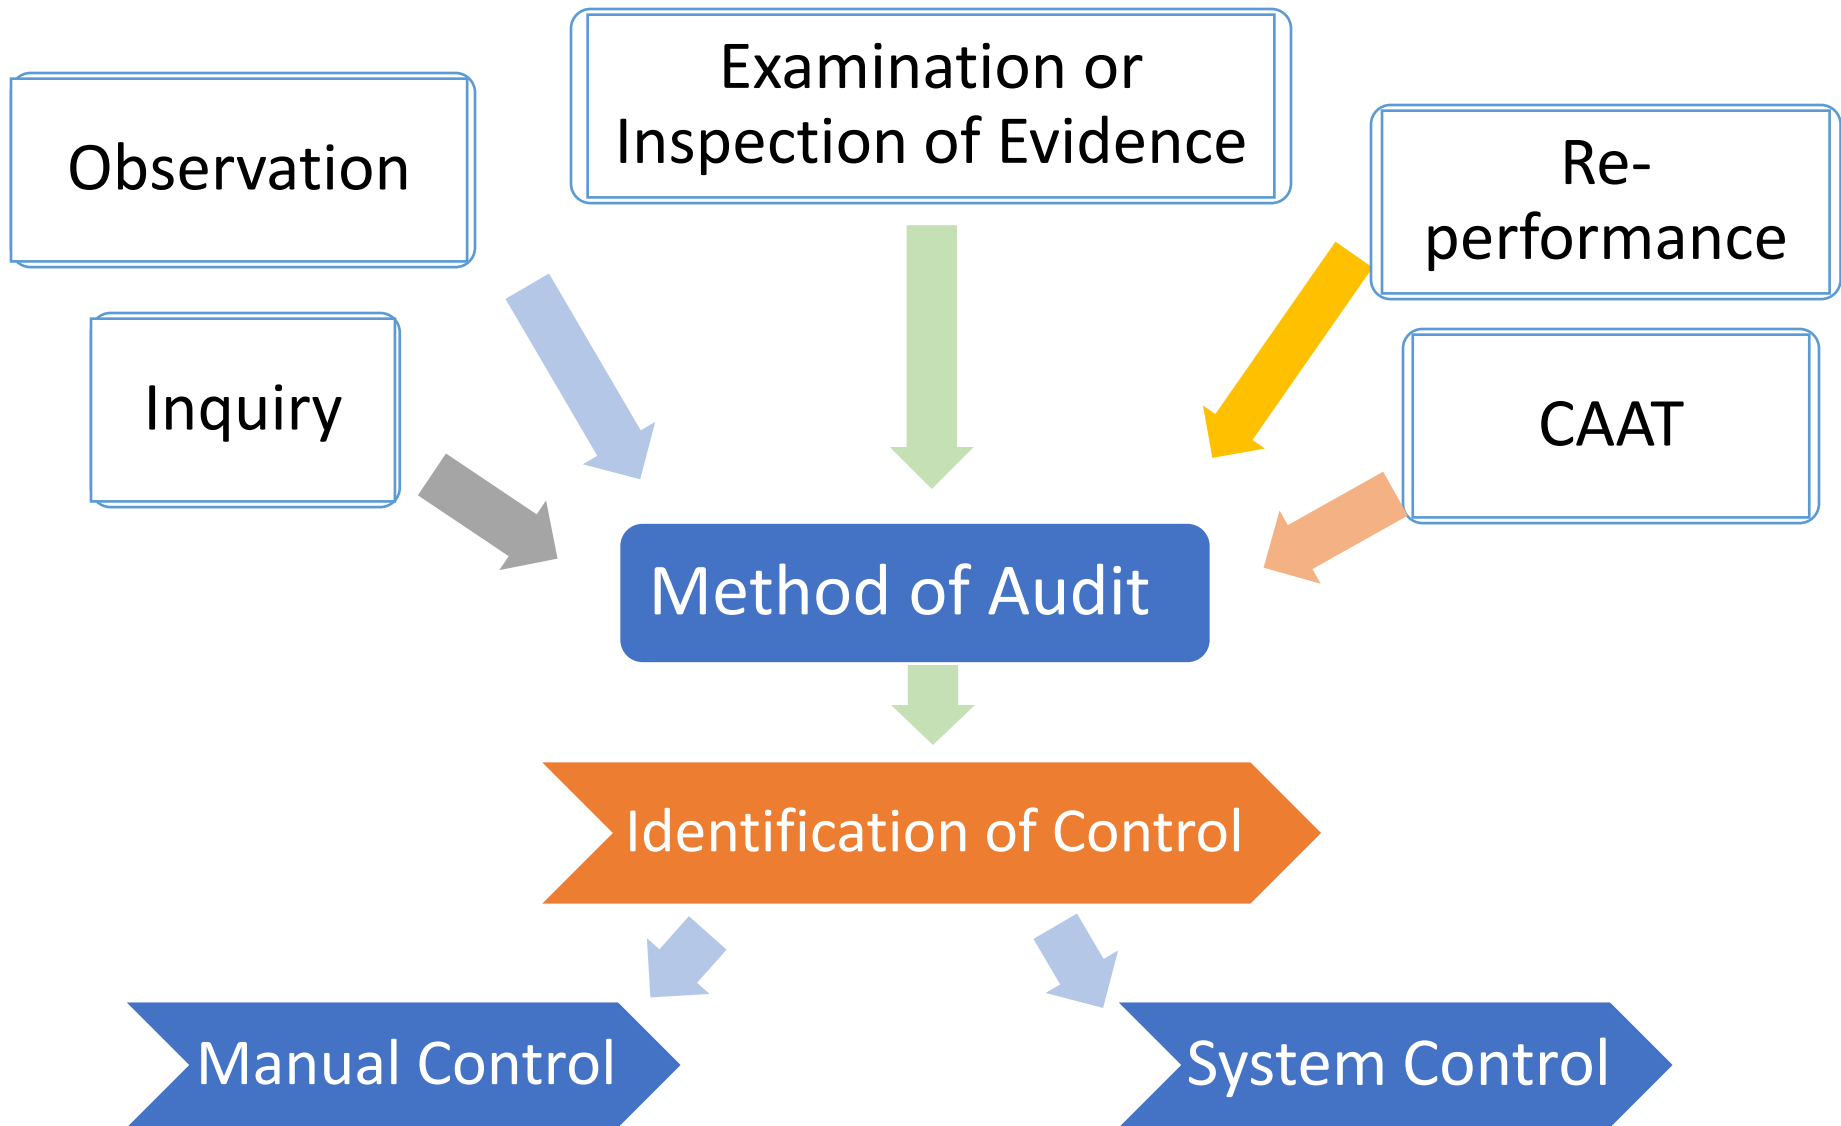 Examination or
Inspection of Evidence
Observation
Re-
performance
Inquiry
CAAT
Method of Audit
Identification of Control
Manual Control
System Control